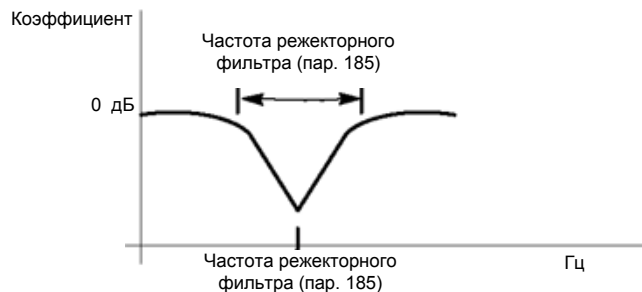 Коэффициент
Частота режекторного
фильтра (пар. 185)
0 дБ
Частота режекторного
фильтра (пар. 185)
Гц